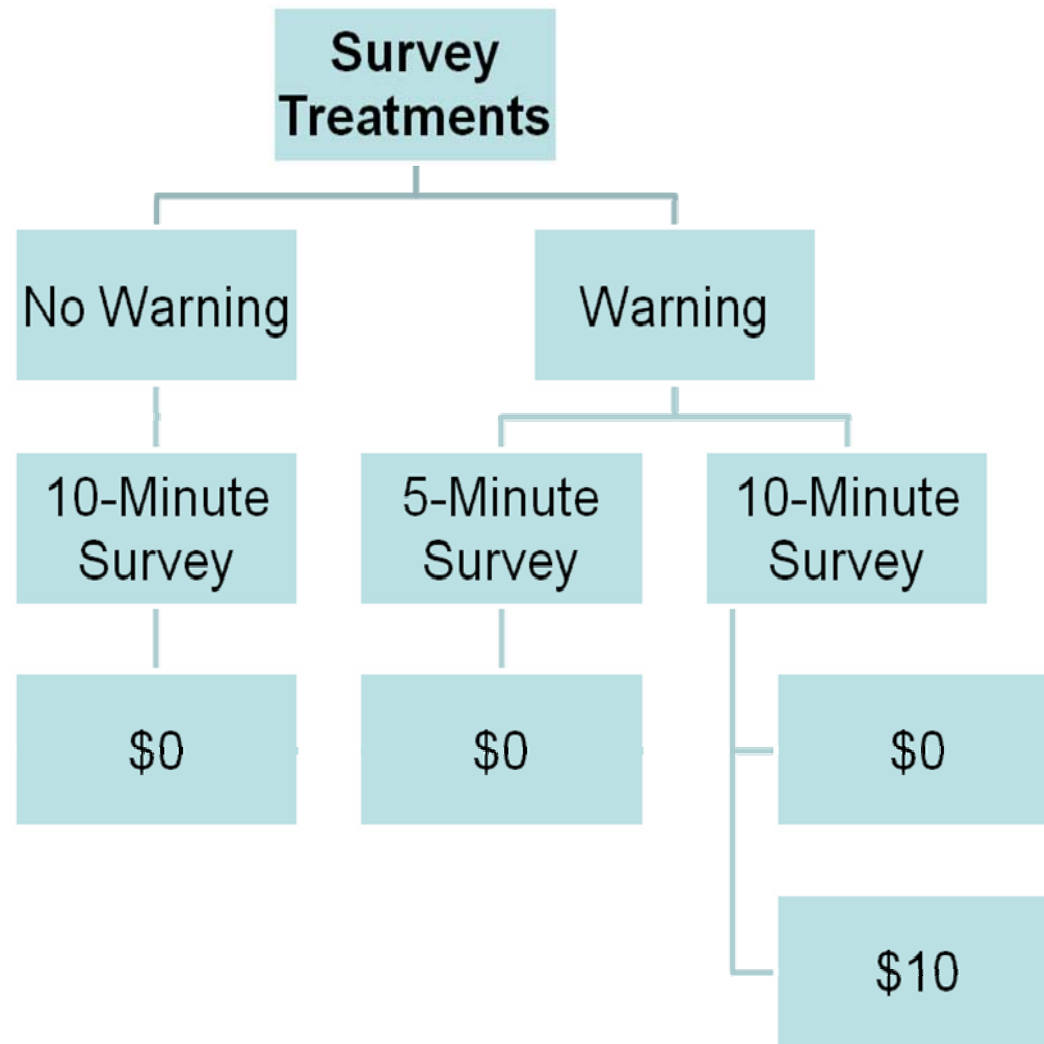 Survey
Treatments
No Warning
Warning
10-Minute
Survey
5-Minute
Survey
10-Minute
Survey
$0
$0
$0
$10